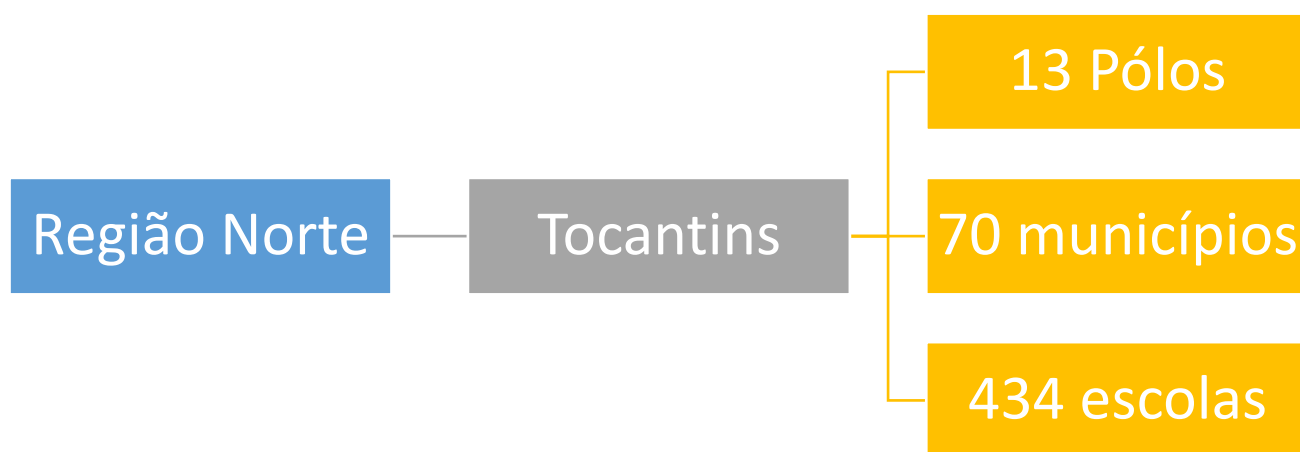 Região Norte
Tocantins
13 Pólos
70 municípios
434 escolas